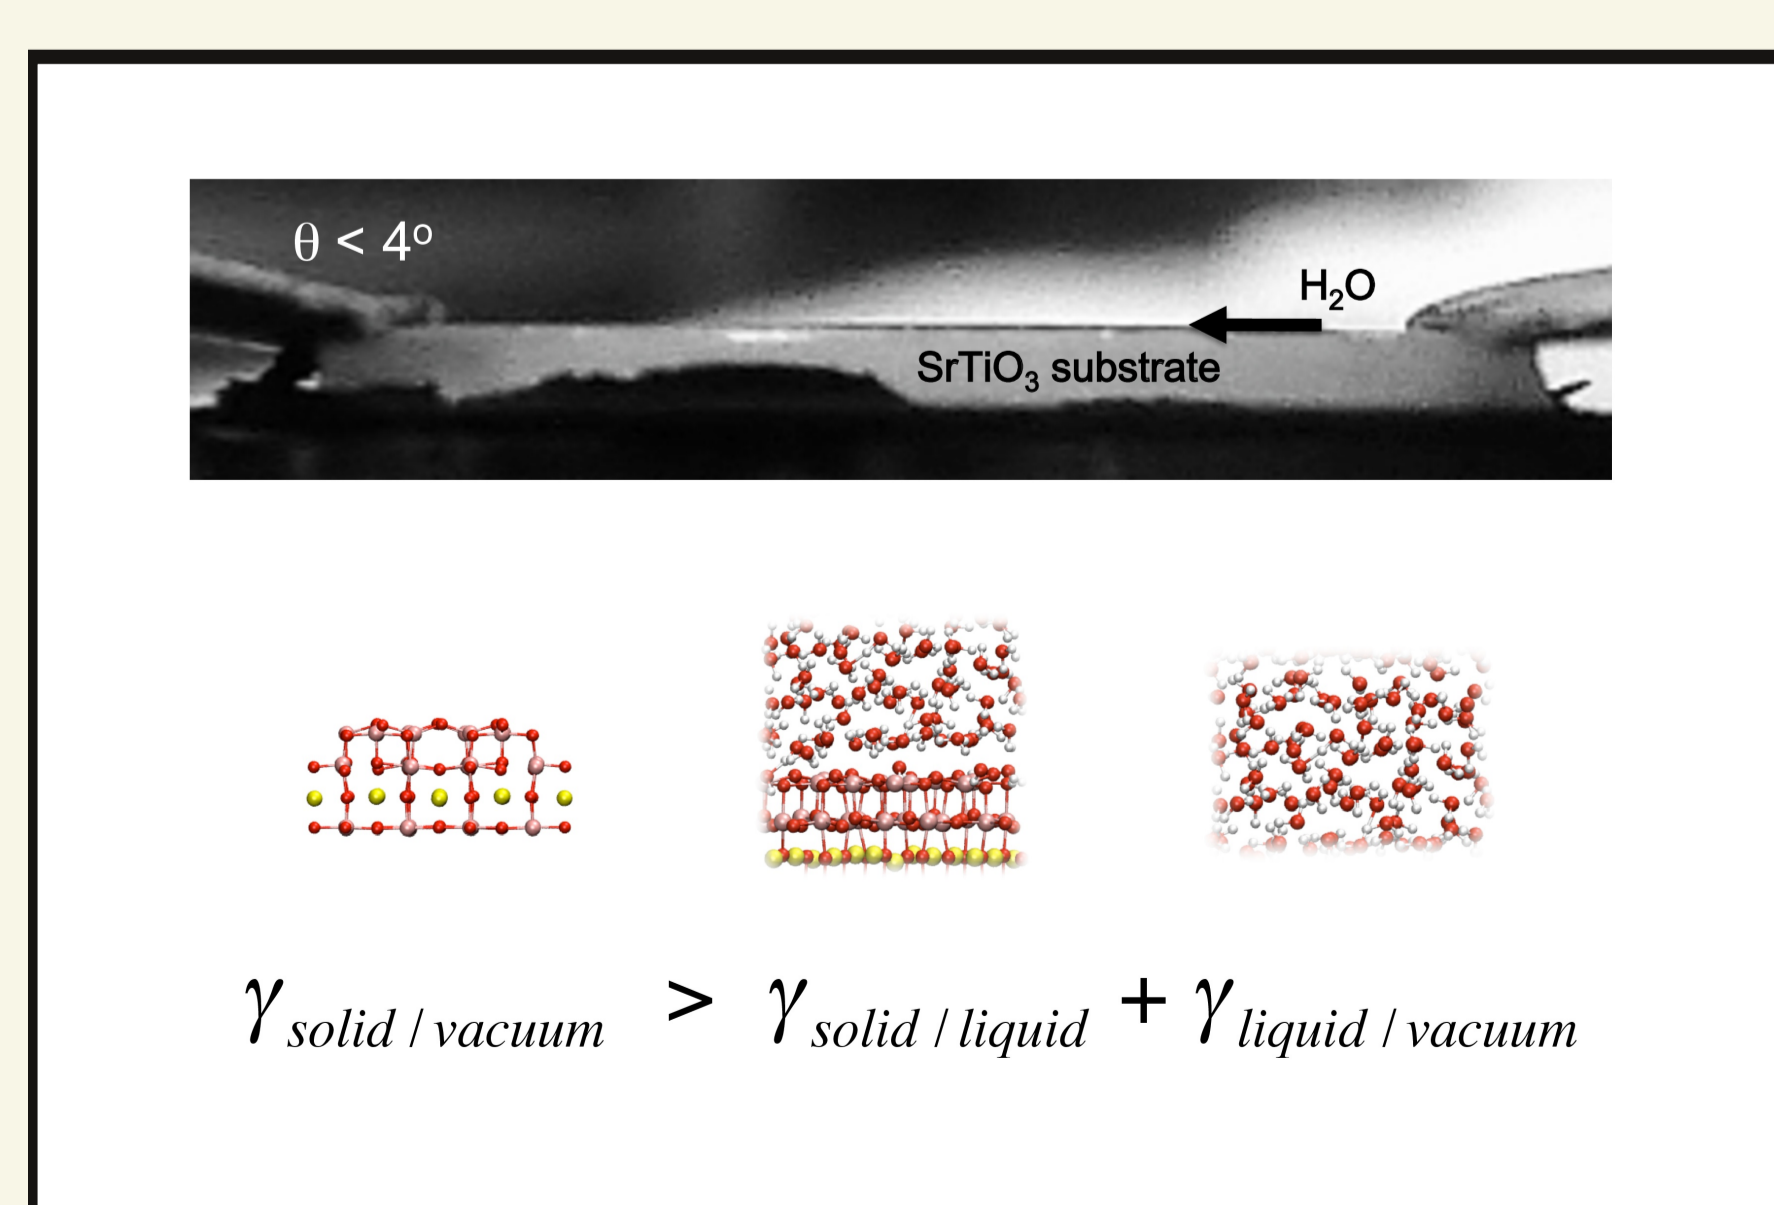 θ < 4°
H₂O
SrTiO₃ substrate
γ solid / vacuum > γ solid / liquid + γ liquid / vacuum